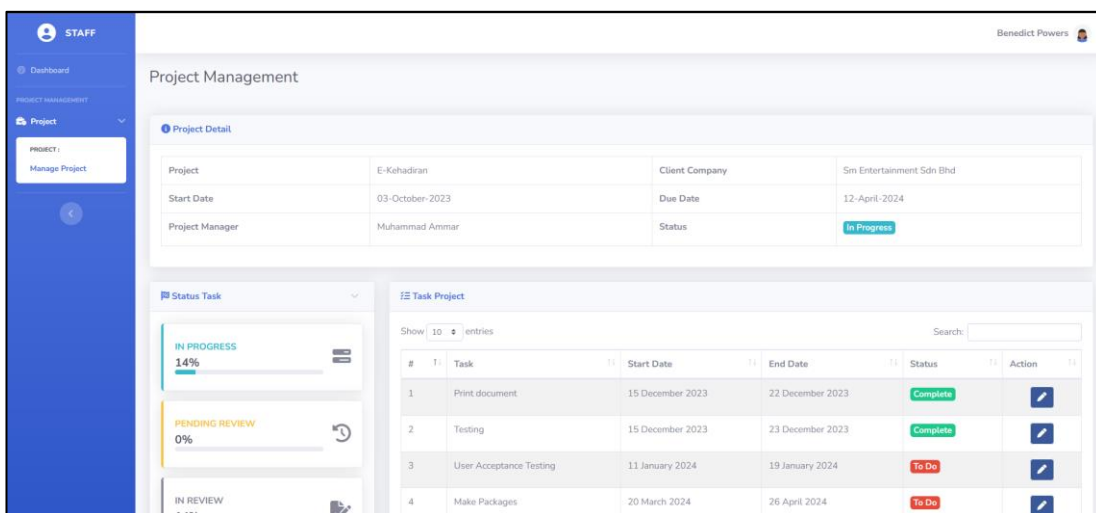 STAFF
Benedict Powers
Dashboard
PROJECT MANAGEMENT
Project
PROJECT :
Manage Project
Project Management
Project Detail
Project E-Kehadiran Client Company Sm Entertainment Sdn Bhd
Start Date 03-October-2023 Due Date 12-April-2024
Project Manager Muhammad Ammar Status In Progress
Status Task
IN PROGRESS
14%
PENDING REVIEW
0%
IN REVIEW
Task Project
Show 10 entries Search:
# Task Start Date End Date Status Action
1 Print document 15 December 2023 22 December 2023 Complete
2 Testing 15 December 2023 23 December 2023 Complete
3 User Acceptance Testing 11 January 2024 19 January 2024 To Do
4 Make Packages 20 March 2024 26 April 2024 To Do